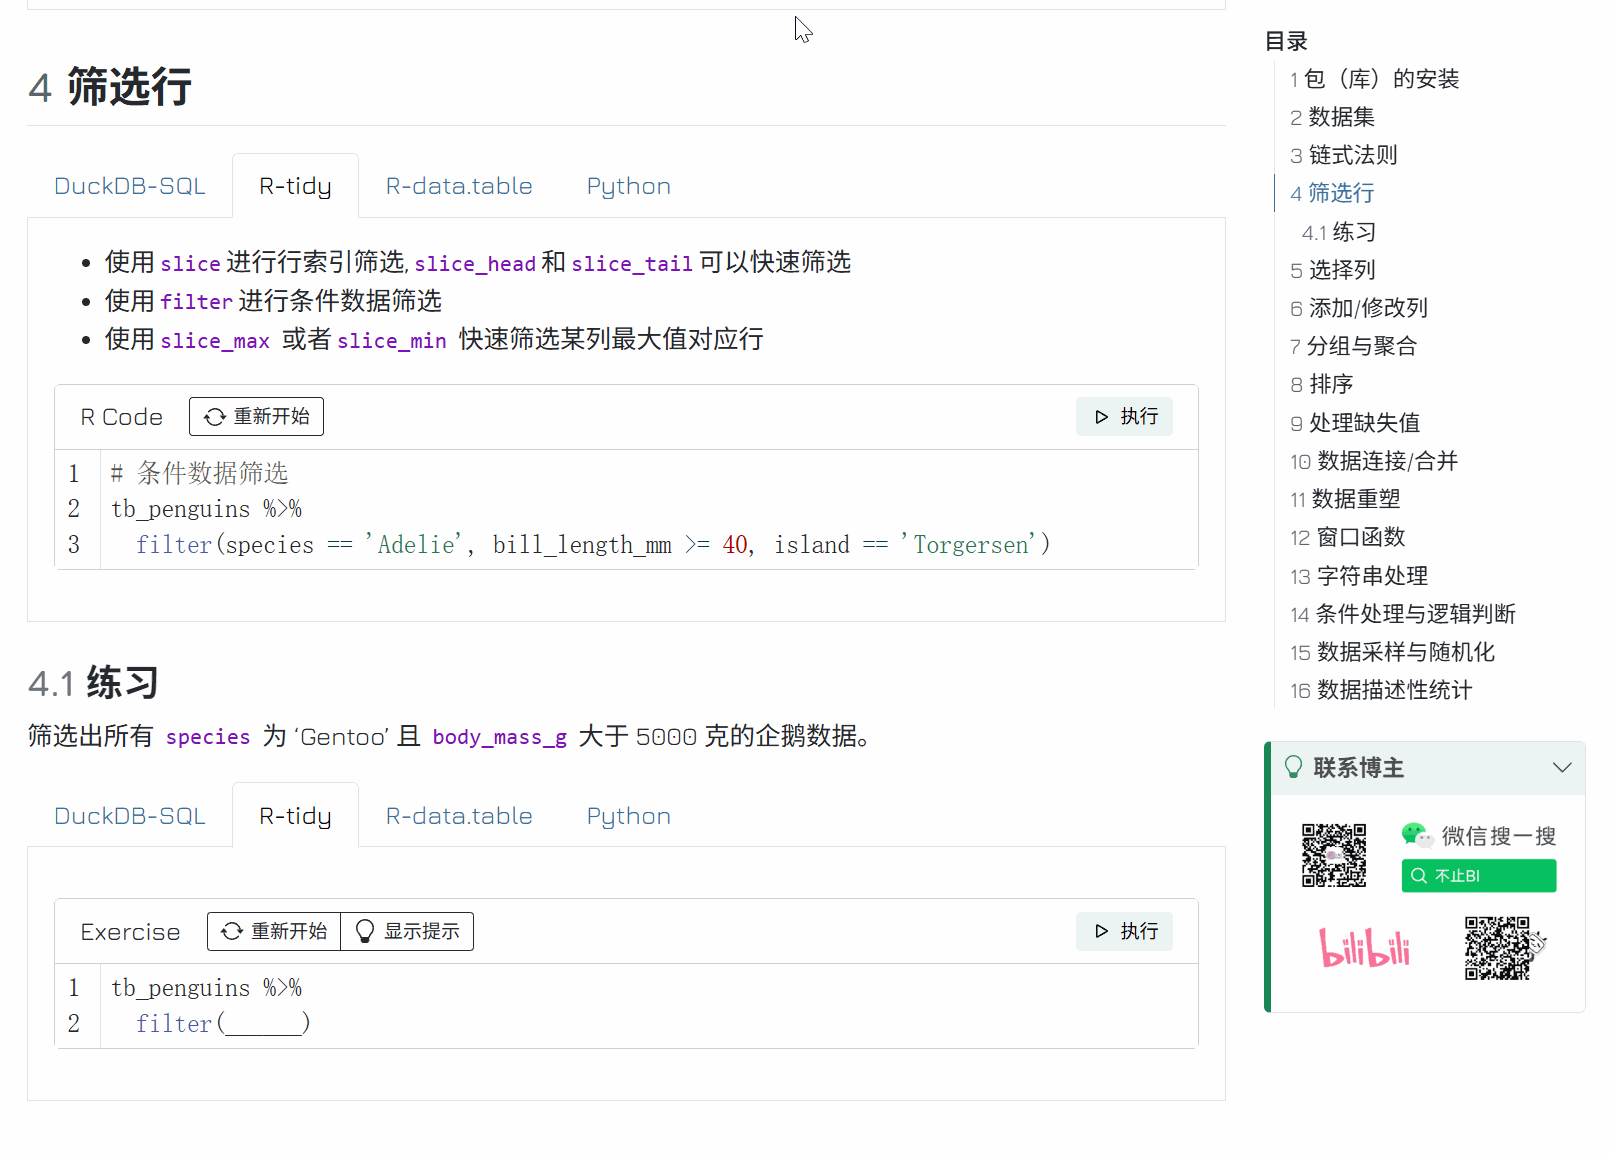 4 筛选行
DuckDB-SQL
R-tidy
R-data.table
Python
使用 slice 进行行索引筛选, slice_head 和 slice_tail 可以快速筛选
使用 filter 进行条件数据筛选
使用 slice_max 或者 slice_min 快速筛选某列最大值对应行
R Code
重新开始
执行
1 # 条件数据筛选
2 tb_penguins %>%
3 filter(species == 'Adelie', bill_length_mm >= 40, island == 'Torgersen')
4.1 练习
筛选出所有 species 为 ‘Gentoo’ 且 body_mass_g 大于 5000 克的企鹅数据。
DuckDB-SQL
R-tidy
R-data.table
Python
Exercise
重新开始
显示提示
执行
1 tb_penguins %>%
2 filter(______)
目录
1 包（库）的安装
2 数据集
3 链式法则
4 筛选行
4.1 练习
5 选择列
6 添加/修改列
7 分组与聚合
8 排序
9 处理缺失值
10 数据连接/合并
11 数据重塑
12 窗口函数
13 字符串处理
14 条件处理与逻辑判断
15 数据采样与随机化
16 数据描述性统计
联系博主
微信搜一搜
不止BI
bilibili